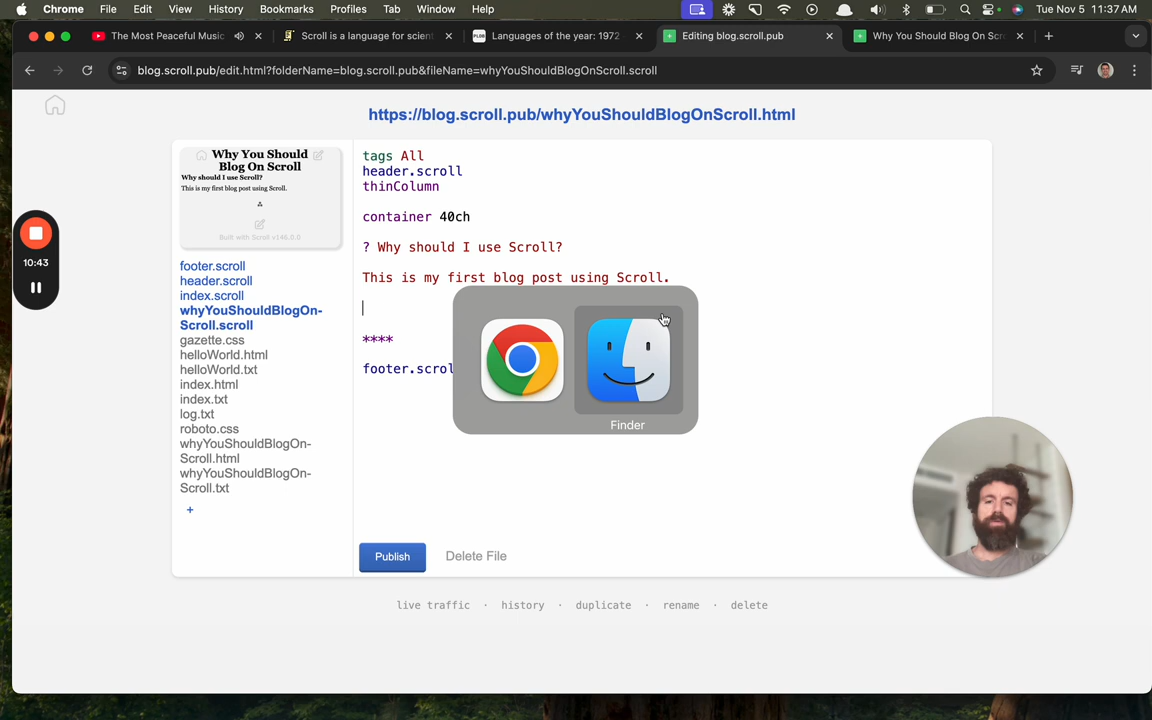 Chrome File Edit View History Bookmarks Profiles Tab Window Help Tue Nov 5 11:37 AM
The Most Peaceful Music
Scroll is a language for scien
Languages of the year: 1972
Editing blog.scroll.pub
Why You Should Blog On Scr
blog.scroll.pub/edit.html?folderName=blog.scroll.pub&fileName=whyYouShouldBlogOnScroll.scroll
https://blog.scroll.pub/whyYouShouldBlogOnScroll.html
Why You Should
Blog On Scroll
Why should I use Scroll?
This is my first blog post using Scroll.
Built with Scroll v146.0.0
10:43
footer.scroll
header.scroll
index.scroll
whyYouShouldBlogOn-
Scroll.scroll
gazette.css
helloWorld.html
helloWorld.txt
index.html
index.txt
log.txt
roboto.css
whyYouShouldBlogOn-
Scroll.html
whyYouShouldBlogOn-
Scroll.txt
+
tags All
header.scroll
thinColumn
container 40ch
? Why should I use Scroll?
This is my first blog post using Scroll.
****
footer.scrol
Finder
Publish Delete File
live traffic · history · duplicate · rename · delete